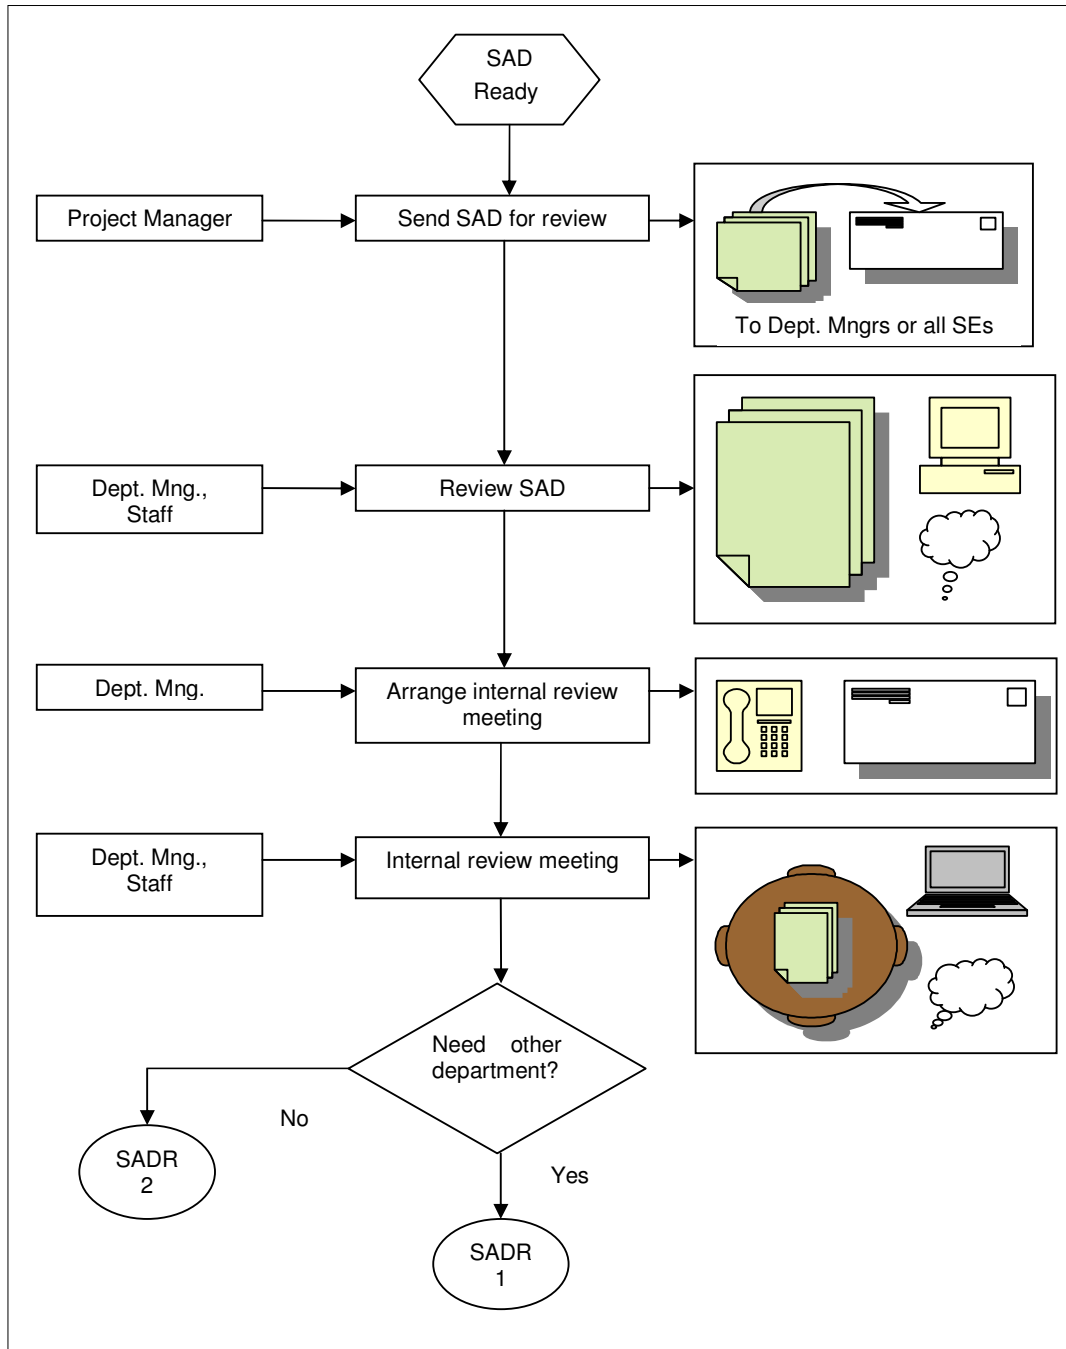 SAD
Ready
Project Manager
Send SAD for review
To Dept. Mngrs or all SEs
Dept. Mng.,
Staff
Review SAD
Dept. Mng.
Arrange internal review
meeting
Dept. Mng.,
Staff
Internal review meeting
Need other
department?
No
SADR
2
Yes
SADR
1